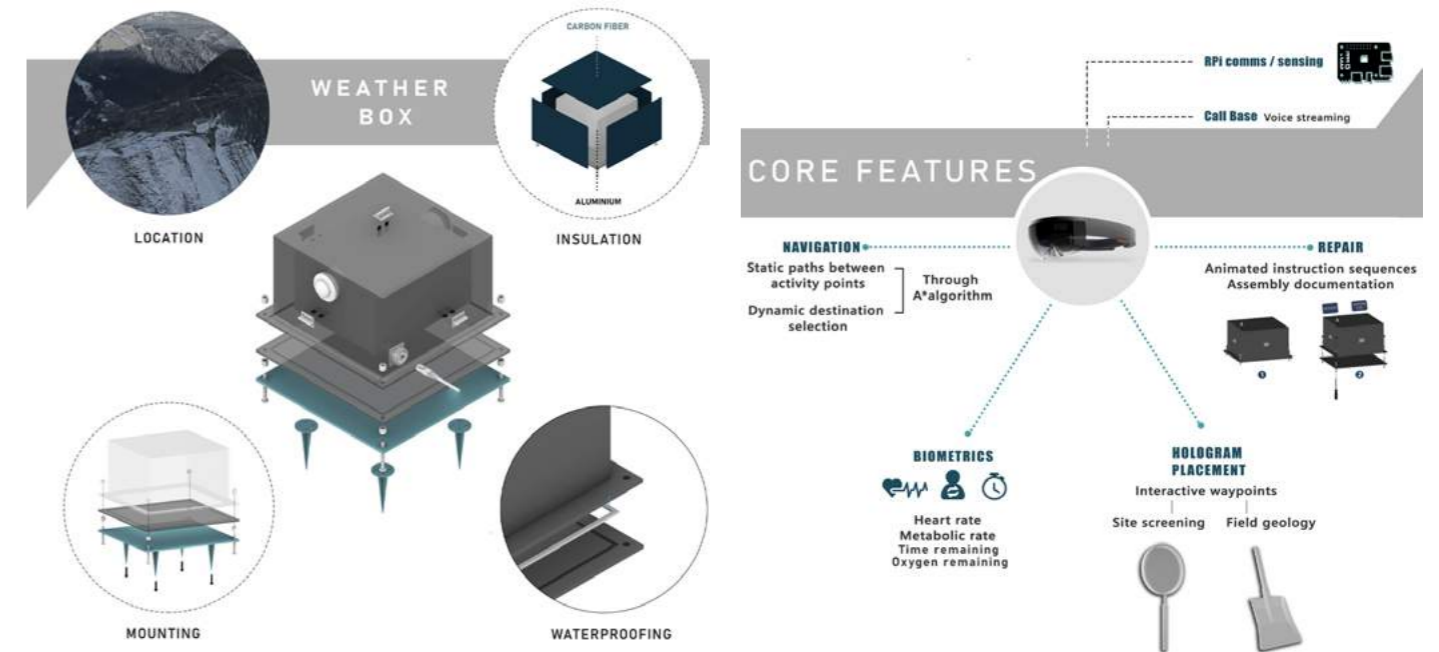 WEATHER
BOX
CARBON FIBER
ALUMINIUM
LOCATION
INSULATION
MOUNTING
WATERPROOFING
RPi comms / sensing
Call Base Voice streaming
CORE FEATURES
NAVIGATION
Static paths between
activity points
Dynamic destination
selection
Through
A*algorithm
REPAIR
Animated instruction sequences
Assembly documentation
1
2
BIOMETRICS
Heart rate
Metabolic rate
Time remaining
Oxygen remaining
HOLOGRAM
PLACEMENT
Interactive waypoints
Site screening
Field geology